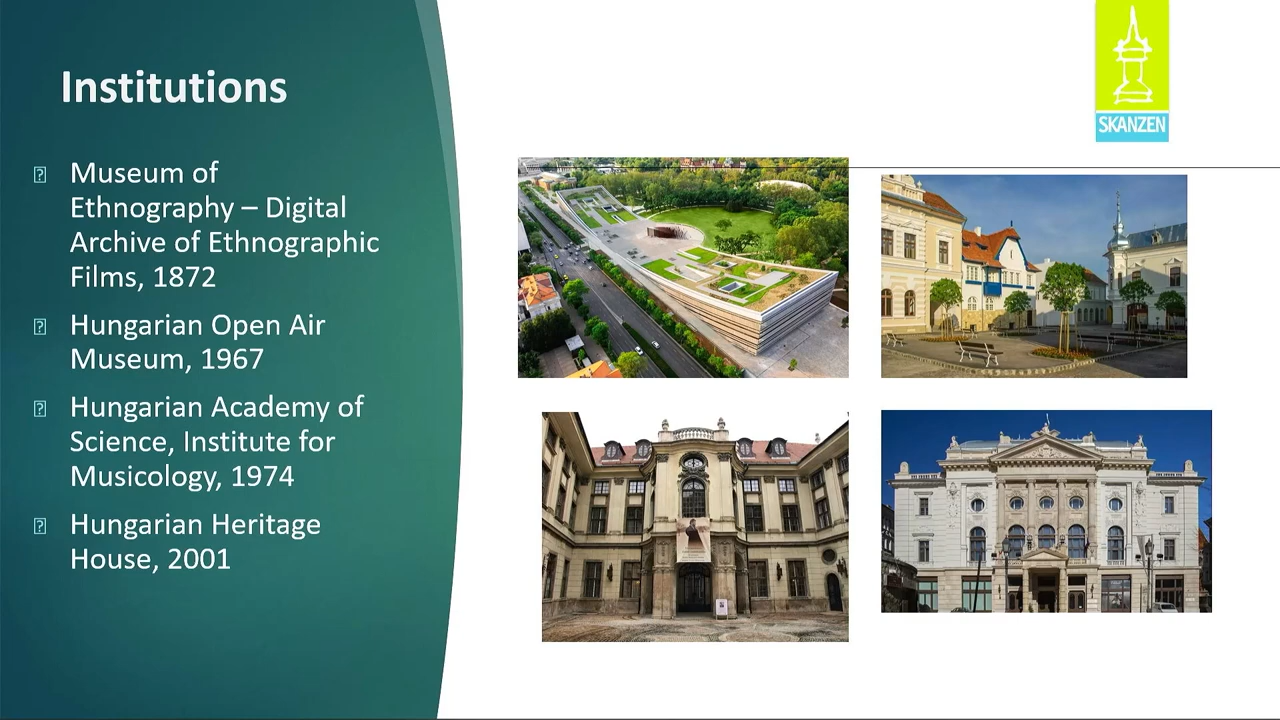 Institutions
Museum of
Ethnography – Digital
Archive of Ethnographic
Films, 1872
Hungarian Open Air
Museum, 1967
Hungarian Academy of
Science, Institute for
Musicology, 1974
Hungarian Heritage
House, 2001
SKANZEN